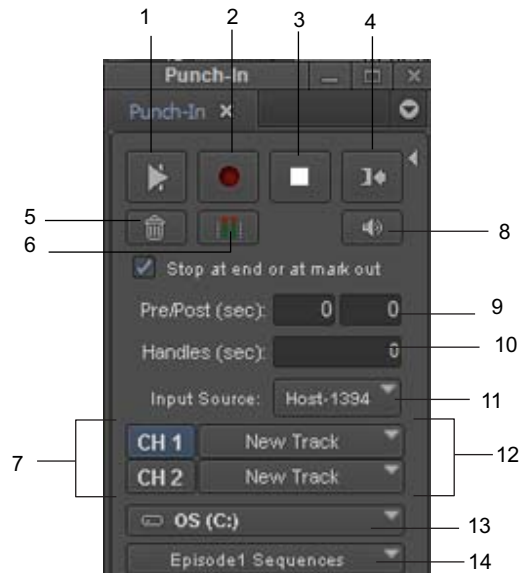 1 2 3 4
Punch-In
Punch-In
5
6
8
Stop at end or at mark out
Pre/Post (sec): 0 0 9
Handles (sec): 0 10
Input Source: Host-1394 11
7 CH 1 New Track 12
CH 2 New Track
OS (C:) 13
Episode1 Sequences 14